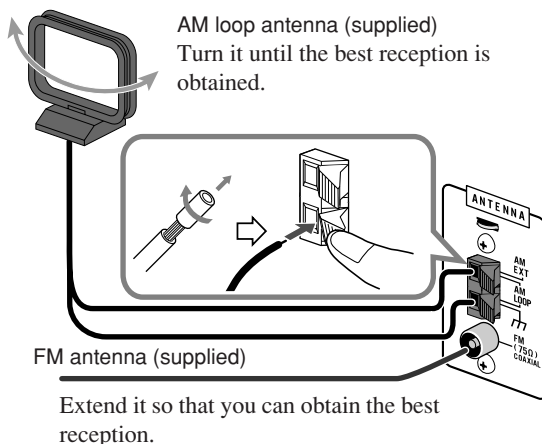 AM loop antenna (supplied)
Turn it until the best reception is
obtained.
ANTENNA
AM
EXT
AM
LOOP
FM
(75Ω)
COAXIAL
FM antenna (supplied)
Extend it so that you can obtain the best
reception.